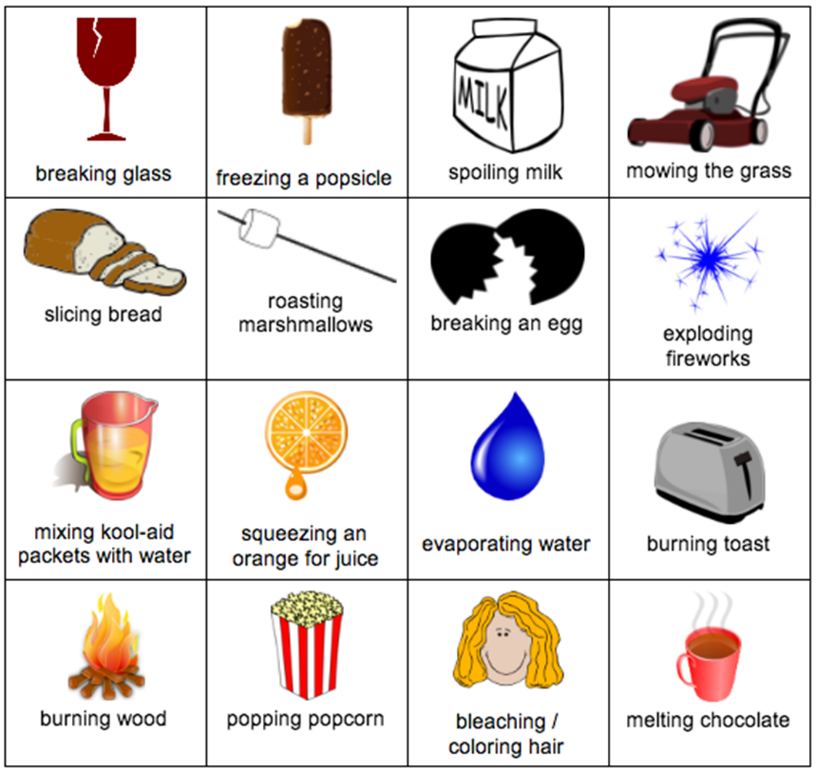 breaking glass
freezing a popsicle
MILK
spoiling milk
mowing the grass
slicing bread
roasting
marshmallows
breaking an egg
exploding
fireworks
mixing kool-aid
packets with water
squeezing an
orange for juice
evaporating water
burning toast
burning wood
popping popcorn
bleaching /
coloring hair
melting chocolate